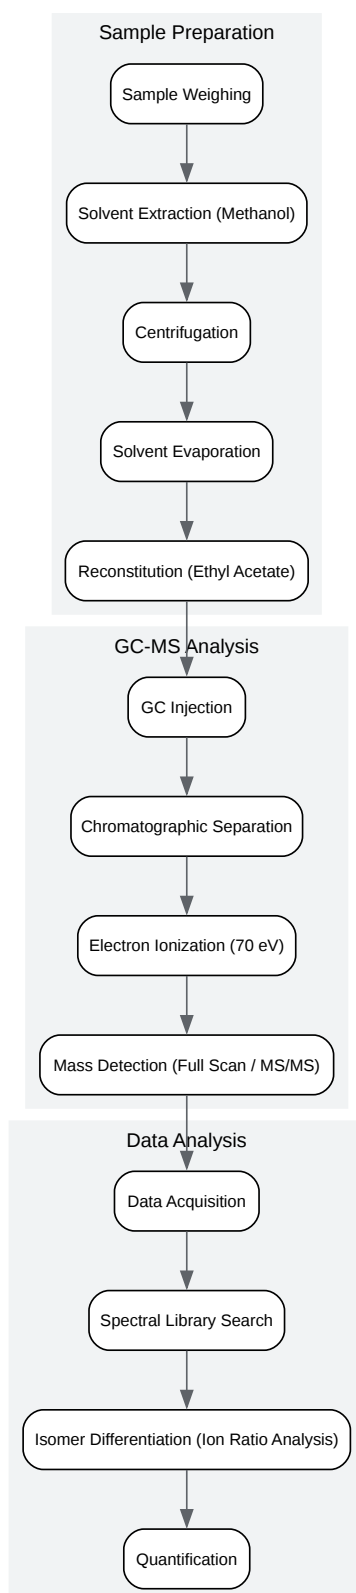 Sample Preparation
Sample Weighing
Solvent Extraction (Methanol)
Centrifugation
Solvent Evaporation
Reconstitution (Ethyl Acetate)
GC-MS Analysis
GC Injection
Chromatographic Separation
Electron Ionization (70 eV)
Mass Detection (Full Scan / MS/MS)
Data Analysis
Data Acquisition
Spectral Library Search
Isomer Differentiation (Ion Ratio Analysis)
Quantification